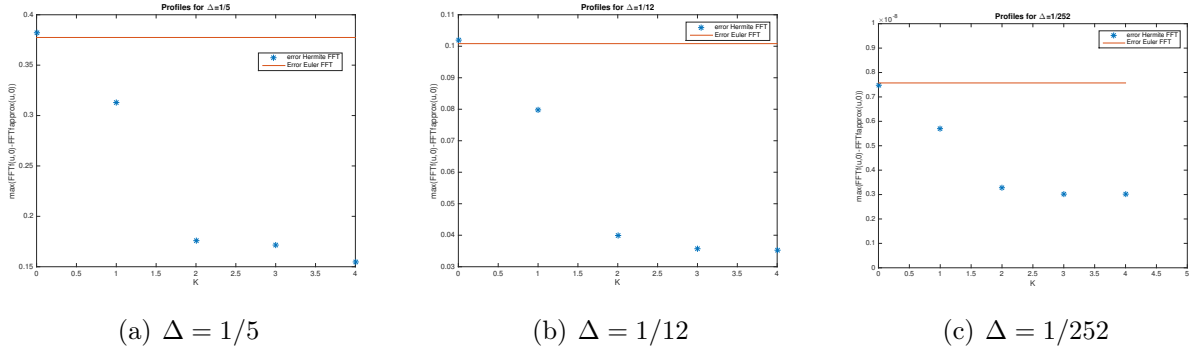 Profiles for Δ=1/5
0.4
0.35
0.3
0.25
0.2
0.15
max(FFTf(u,0)-FFTfapprox(u,0))
error Hermite FFT
Error Euler FFT
0 0.5 1 1.5 2 2.5 3 3.5 4
K
(a) Δ = 1/5
Profiles for Δ=1/12
0.11
0.1
0.09
0.08
0.07
0.06
0.05
0.04
0.03
max(FFTf(u,0)-FFTfapprox(u,0))
error Hermite FFT
Error Euler FFT
0 0.5 1 1.5 2 2.5 3 3.5 4
K
(b) Δ = 1/12
Profiles for Δ=1/252
×10⁻⁸
1
0.9
0.8
0.7
0.6
0.5
0.4
0.3
0.2
0.1
0
max(FFTf(u,0)-FFTfapprox(u,0))
error Hermite FFT
Error Euler FFT
0 0.5 1 1.5 2 2.5 3 3.5 4 4.5 5
K
(c) Δ = 1/252